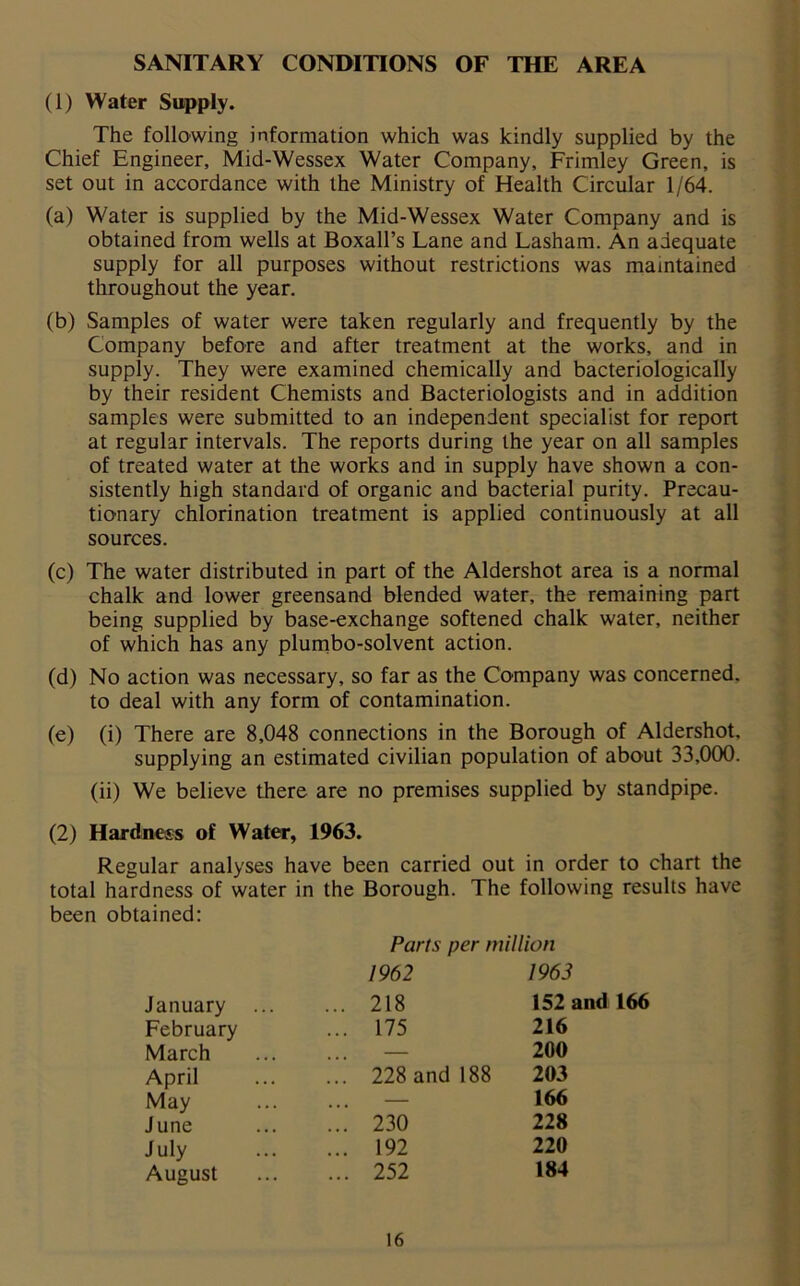 SANITARY CONDITIONS OF THE AREA
(1) Water Supply.
The following information which was kindly supplied by the
Chief Engineer, Mid-Wessex Water Company, Frimley Green, is
set out in accordance with the Ministry of Health Circular 1/64.
(a) Water is supplied by the Mid-Wessex Water Company and is
obtained from wells at Boxall's Lane and Lasham. An adequate
supply for all purposes without restrictions was maintained
throughout the year.
(b) Samples of water were taken regularly and frequently by the
Company before and after treatment at the works, and in
supply. They were examined chemically and bacteriologically
by their resident Chemists and Bacteriologists and in addition
samples were submitted to an independent specialist for report
at regular intervals. The reports during the year on all samples
of treated water at the works and in supply have shown a con-
sistently high standard of organic and bacterial purity. Precau-
tionary chlorination treatment is applied continuously at all
sources.
(c) The water distributed in part of the Aldershot area is a normal
chalk and lower greensand blended water, the remaining part
being supplied by base-exchange softened chalk water, neither
of which has any plumbo-solvent action.
(d) No action was necessary, so far as the Company was concerned,
to deal with any form of contamination.
(e) (i) There are 8,048 connections in the Borough of Aldershot,
supplying an estimated civilian population of about 33,000.
(ii) We believe there are no premises supplied by standpipe.
(2) Hardness of Water, 1963.
Regular analyses have been carried out in order to chart the
total hardness of water in the Borough. The following results have
been obtained:
Parts per million
1962 1963
January ... ... 218 152 and 166
February ... 175 216
March ... ... — 200
April ... ... 228 and 188 203
May ... ... — 166
June ... ... 230 228
July ... ... 192 220
August ... ... 252 184
16